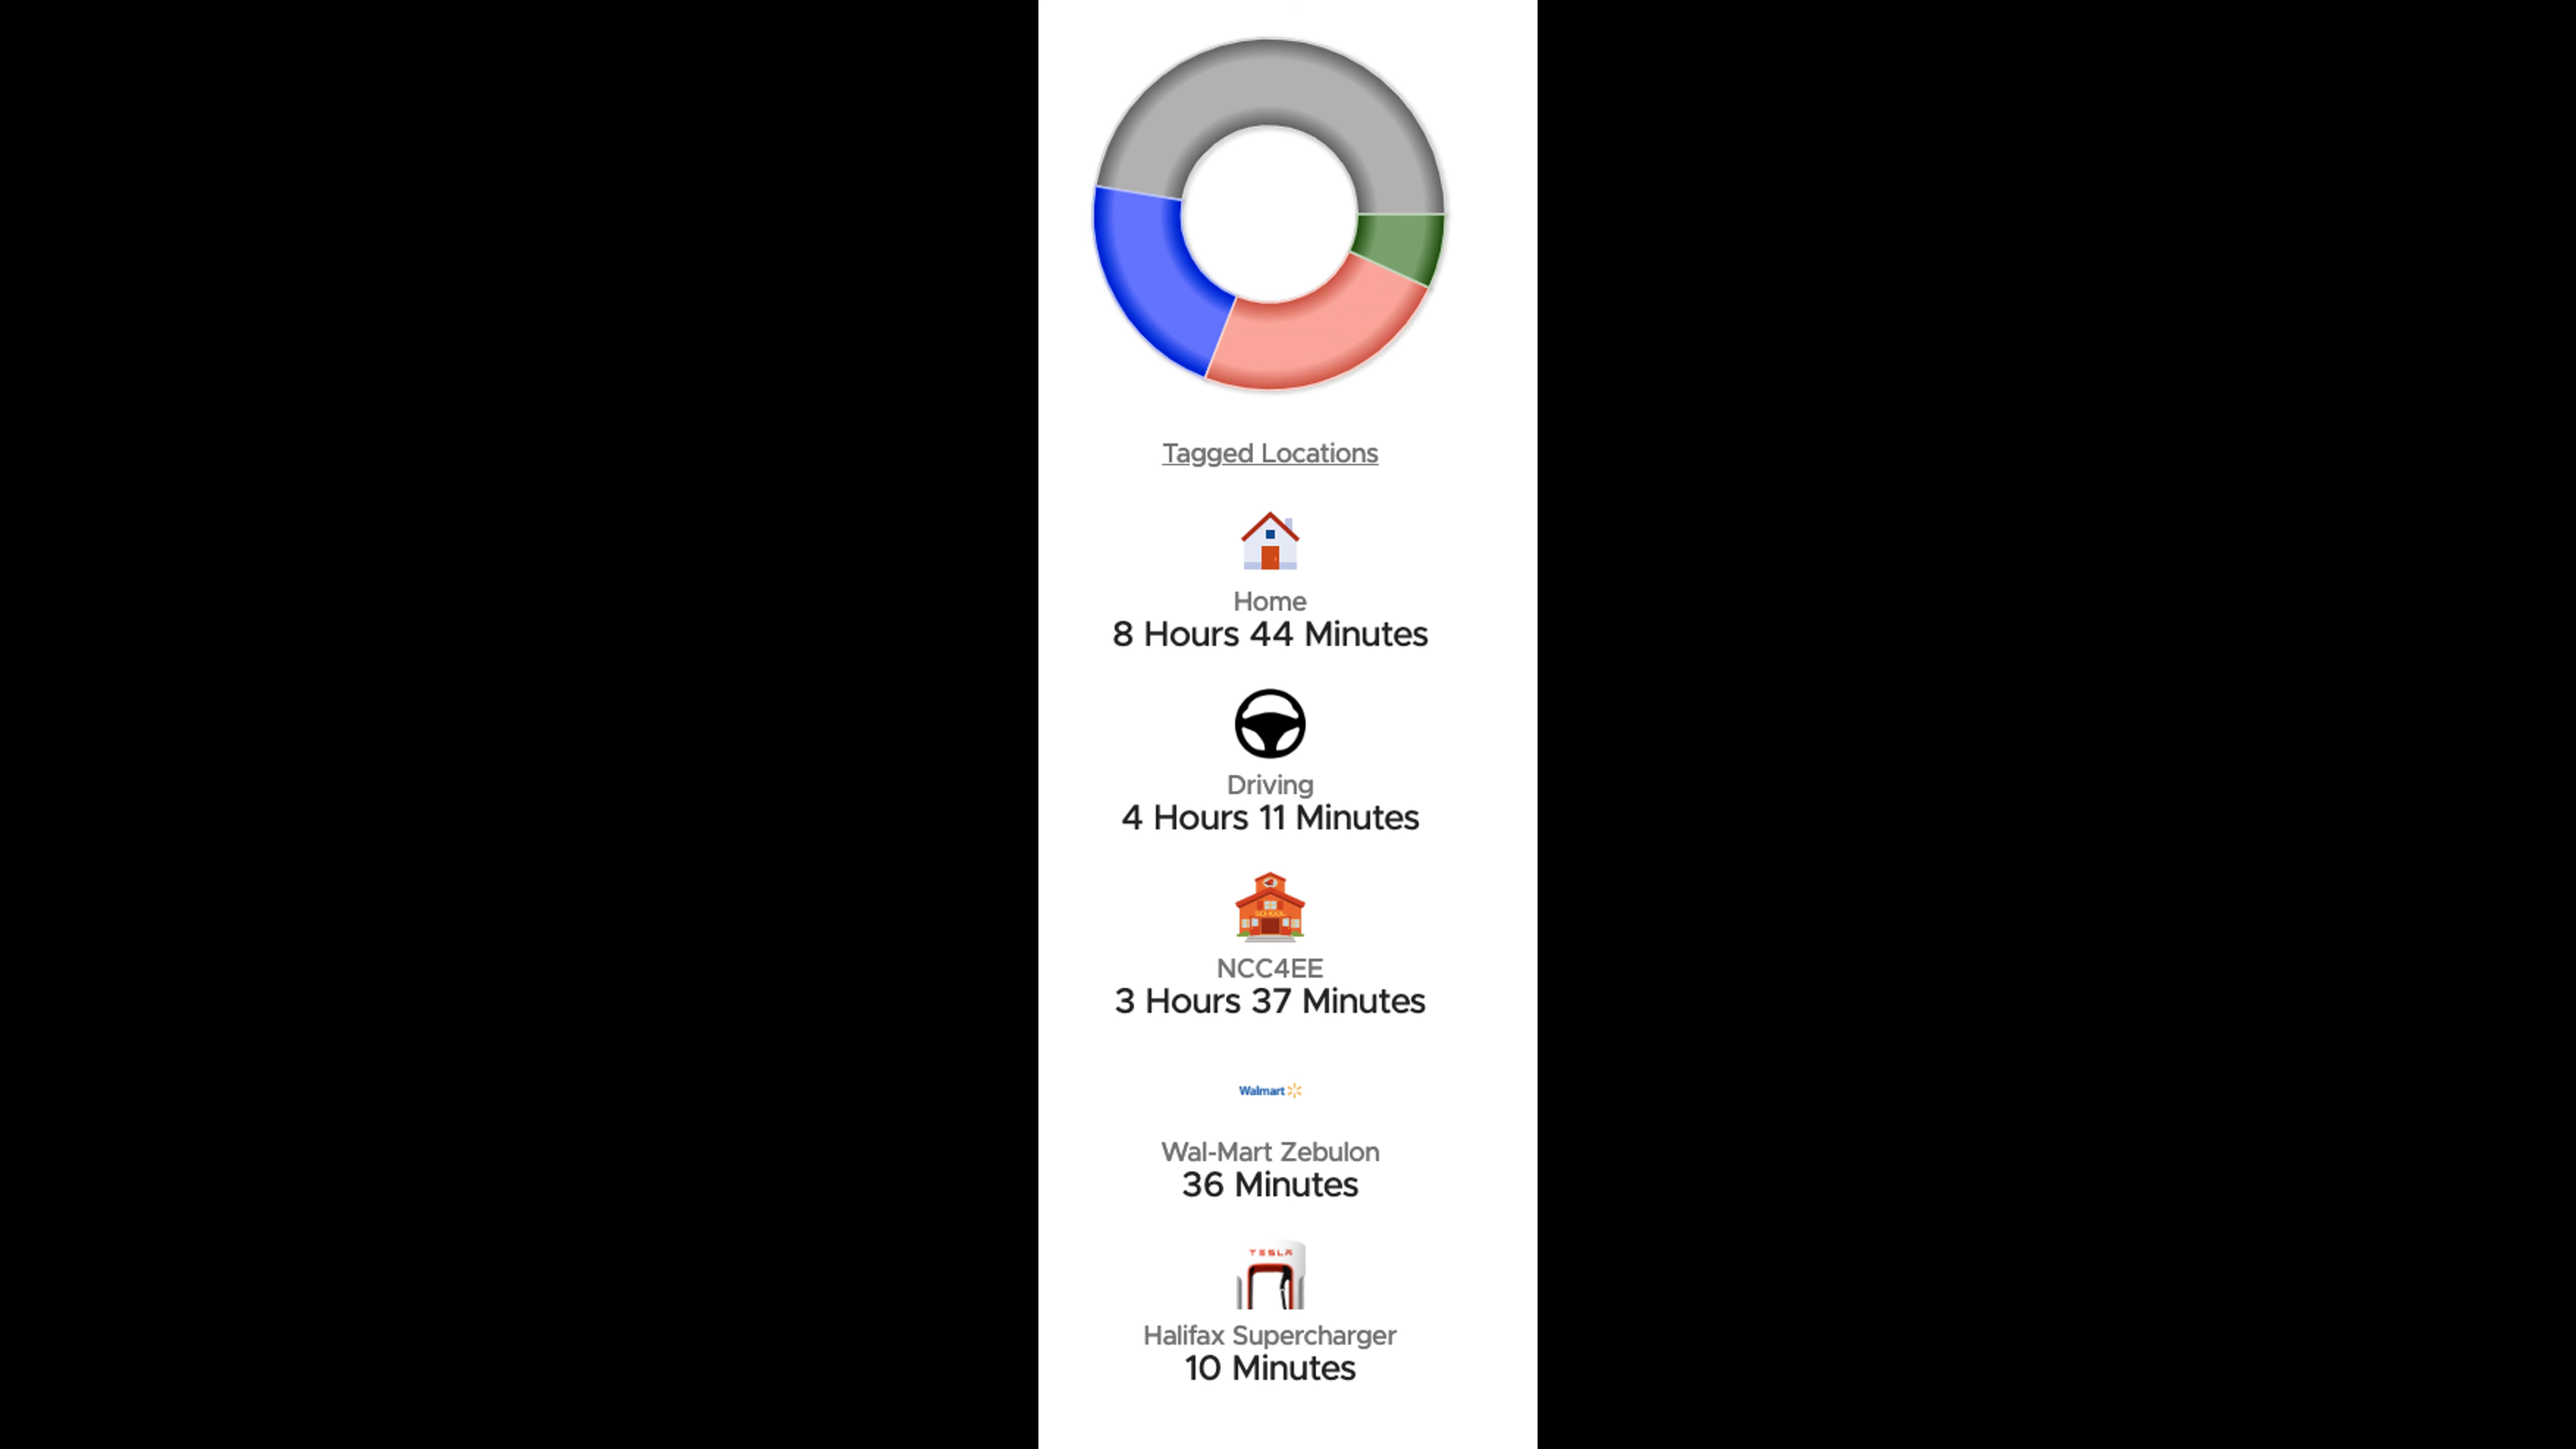 Tagged Locations
Home
8 Hours 44 Minutes
Driving
4 Hours 11 Minutes
SCHOOL
NCC4EE
3 Hours 37 Minutes
Walmart
Wal-Mart Zebulon
36 Minutes
TESLA
Halifax Supercharger
10 Minutes